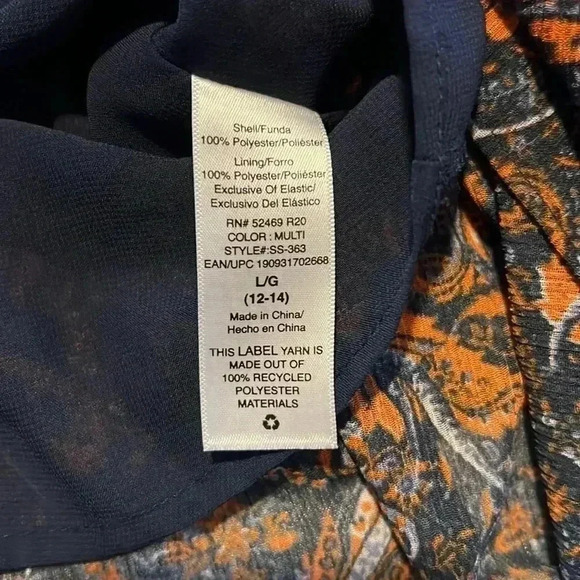 Shell/Funda
100% Polyester/Poliéster
Lining/Forro
100% Polyester/Poliéster
Exclusive Of Elastic/
Exclusivo Del Elástico
RN# 52469 R20
COLOR : MULTI
STYLE#:SS-363
EAN/UPC 190931702668
L/G
(12-14)
Made in China/
Hecho en China
THIS LABEL YARN IS
MADE OUT OF
100% RECYCLED
POLYESTER
MATERIALS